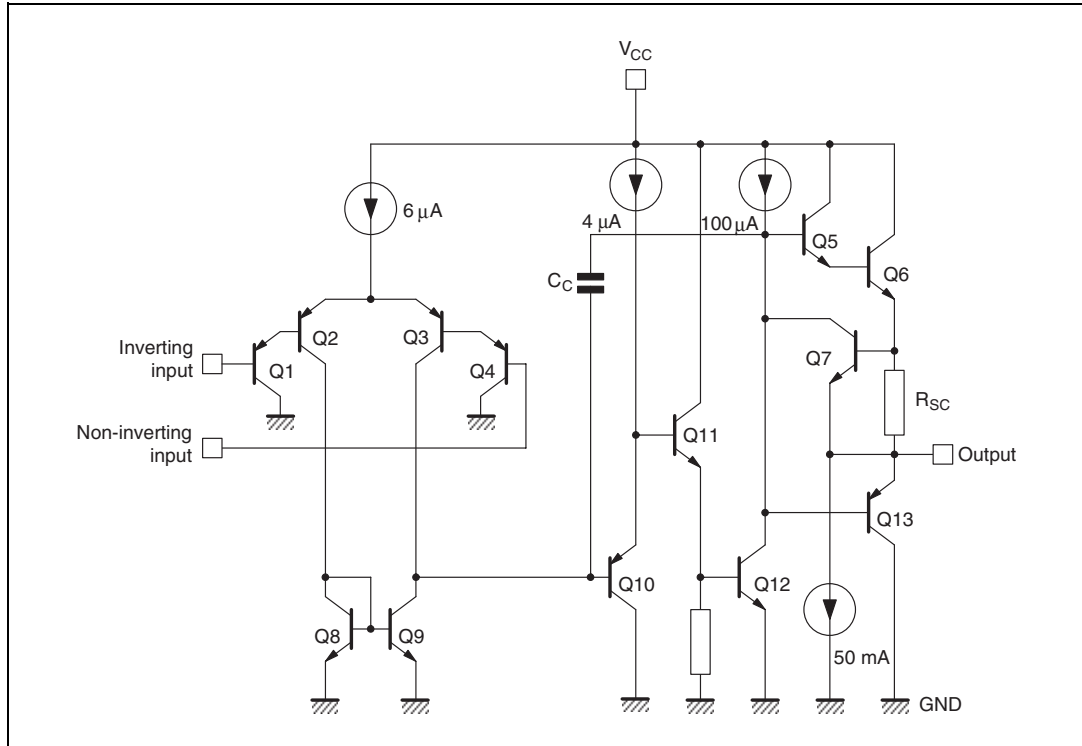 VCC
6 µA
4 µA
100 µA
Q5
Q6
CC
Q2
Q3
Inverting
input
Q1
Q4
Q7
RSC
Non-inverting
input
Q11
Output
Q13
Q10
Q12
Q8
Q9
50 mA
GND